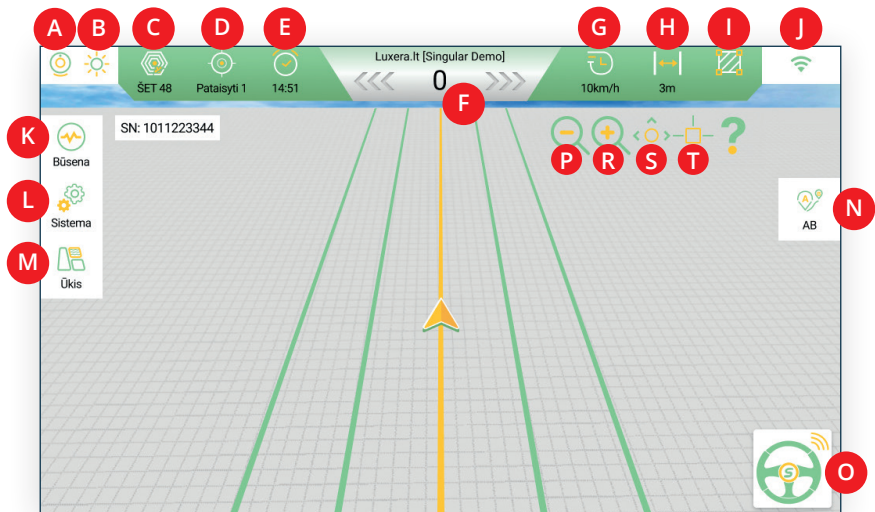 A B C D E G H I J
Luxera.lt [Singular Demo]
ŠET 48 Pataisyti 1 14:51 0 10km/h 3m
F
SN: 1011223344
K
Būsena
P R S T ?
L
Sistema
A
AB
N
M
Ūkis
S
O